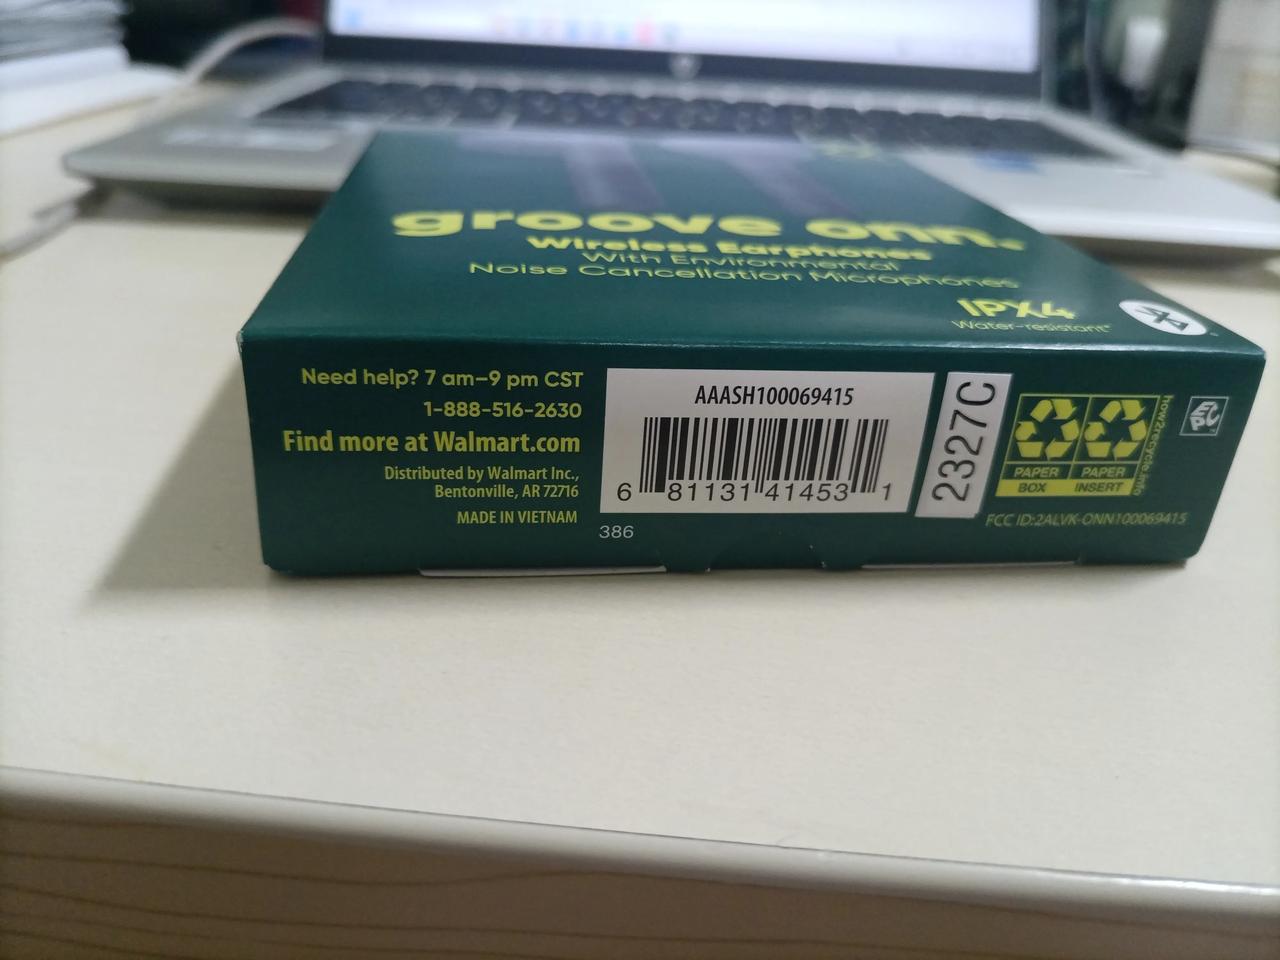 groove onn.
Wireless Earphones
With Environmental
Noise Cancellation Microphones
IPX4
Water-resistant*
Need help? 7 am–9 pm CST
1-888-516-2630
Find more at Walmart.com
Distributed by Walmart Inc.,
Bentonville, AR 72716
MADE IN VIETNAM
386
AAASH100069415
6 81131 41453 1
2327C
PAPER PAPER
BOX INSERT
how2recycle.info
FCC ID:2ALVK-ONN100069415